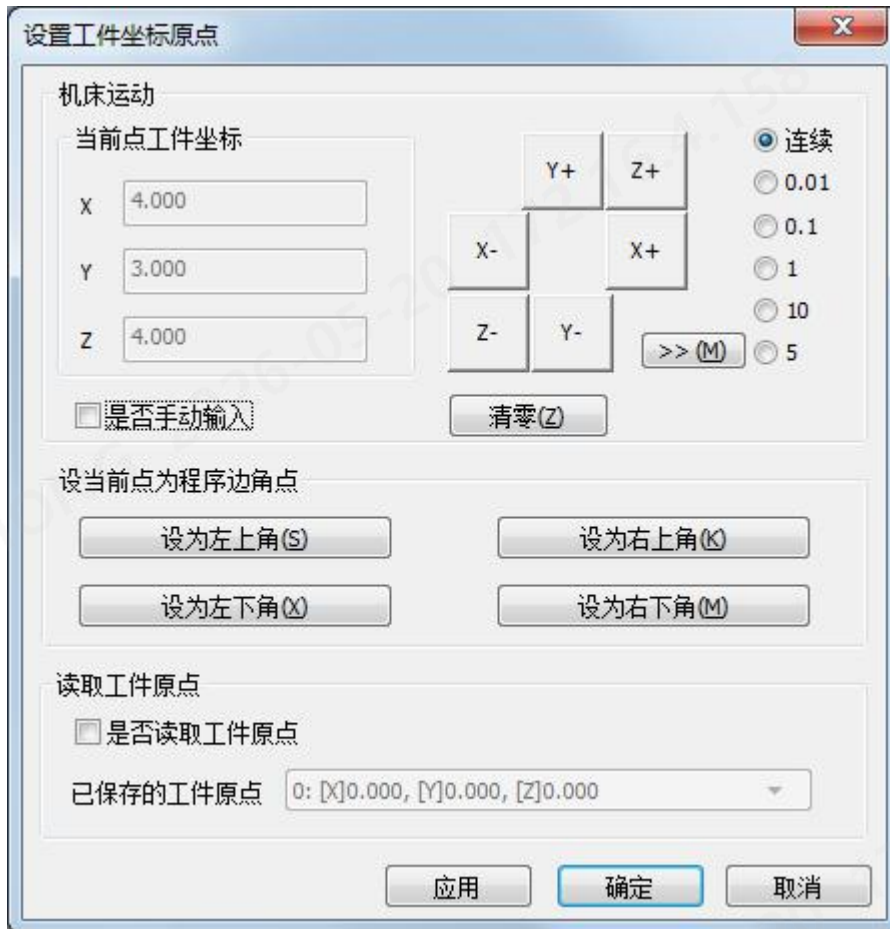 设置工件坐标原点
机床运动
当前点工件坐标
X 4.000
Y 3.000
Z 4.000
Y+ Z+
X- X+
Z- Y-
>> (M)
连续
0.01
0.1
1
10
5
是否手动输入
清零(Z)
设当前点为程序边角点
设为左上角(S) 设为右上角(K)
设为左下角(X) 设为右下角(M)
读取工件原点
是否读取工件原点
已保存的工件原点 0: [X]0.000, [Y]0.000, [Z]0.000
应用 确定 取消